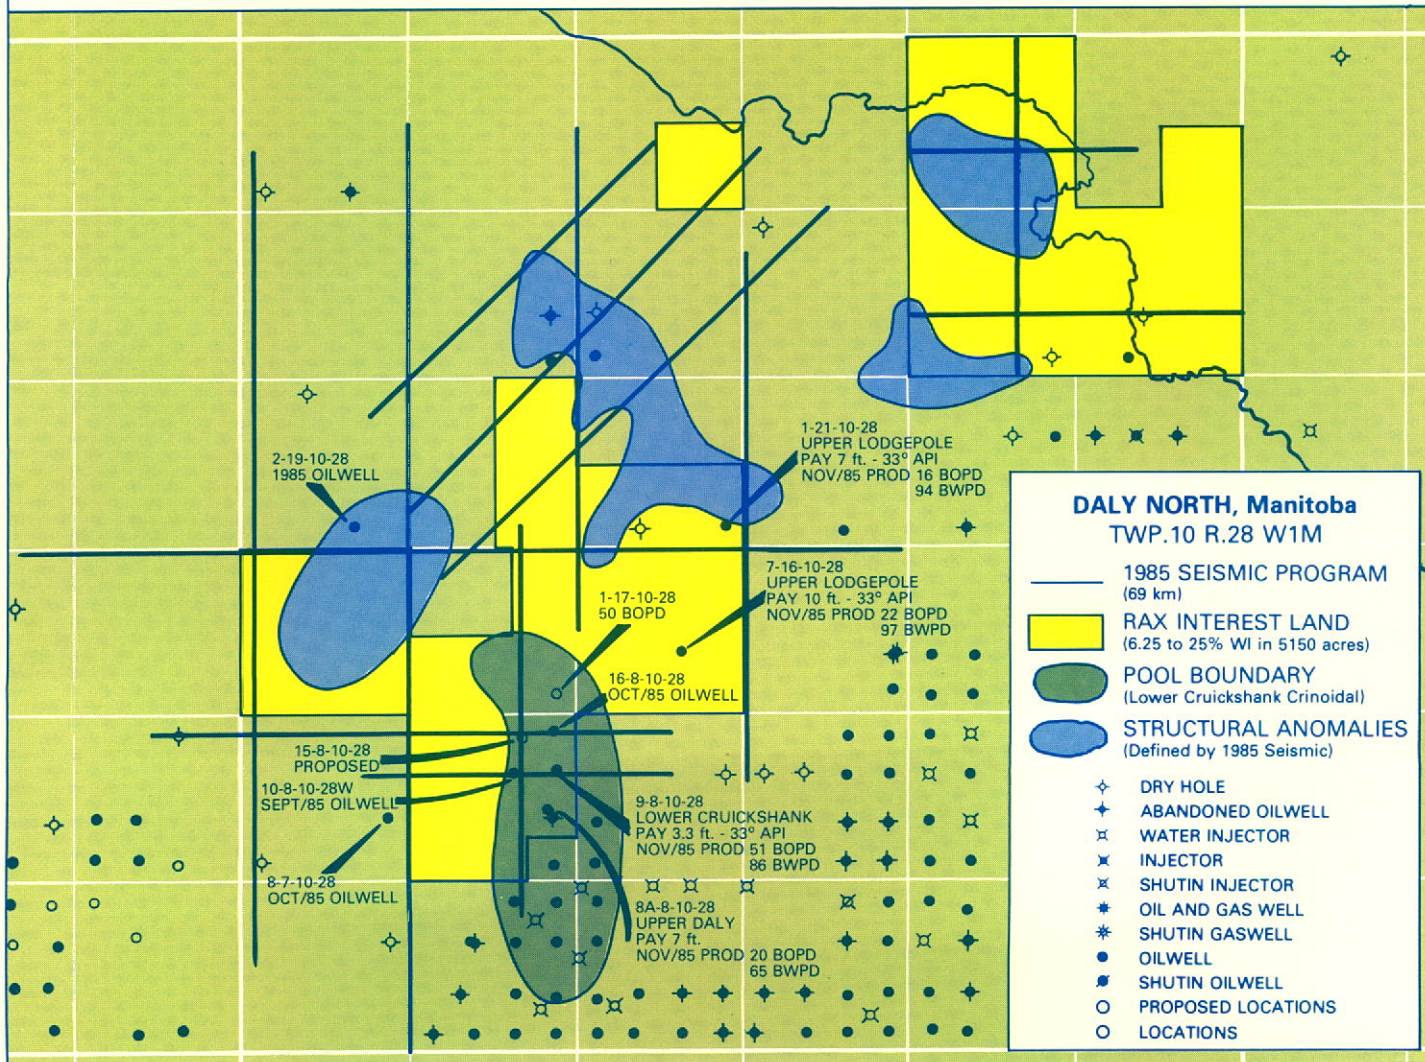 2-19-10-28
1985 OILWELL
1-21-10-28
UPPER LODGEPOLE
PAY 7 ft. - 33° API
NOV/85 PROD 16 BOPD
94 BWPD
7-16-10-28
UPPER LODGEPOLE
PAY 10 ft. - 33° API
NOV/85 PROD 22 BOPD
97 BWPD
1-17-10-28
50 BOPD
16-8-10-28
OCT/85 OILWELL
15-8-10-28
PROPOSED
10-8-10-28W
SEPT/85 OILWELL
9-8-10-28
LOWER CRUICKSHANK
PAY 3.3 ft. - 33° API
NOV/85 PROD 51 BOPD
86 BWPD
8-7-10-28
OCT/85 OILWELL
8A-8-10-28
UPPER DALY
PAY 7 ft.
NOV/85 PROD 20 BOPD
65 BWPD
DALY NORTH, Manitoba
TWP.10 R.28 W1M
1985 SEISMIC PROGRAM
(69 km)
RAX INTEREST LAND
(6.25 to 25% WI in 5150 acres)
POOL BOUNDARY
(Lower Cruickshank Crinoidal)
STRUCTURAL ANOMALIES
(Defined by 1985 Seismic)
DRY HOLE
ABANDONED OILWELL
WATER INJECTOR
INJECTOR
SHUTIN INJECTOR
OIL AND GAS WELL
SHUTIN GASWELL
OILWELL
SHUTIN OILWELL
PROPOSED LOCATIONS
LOCATIONS